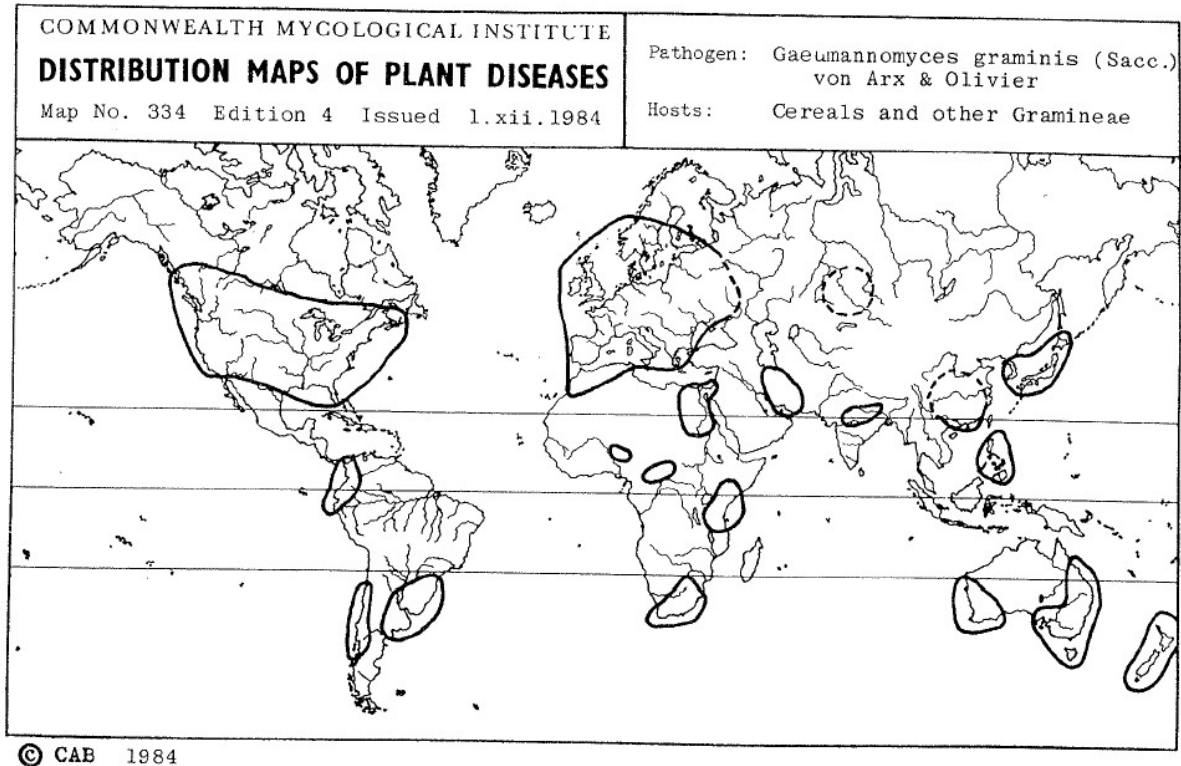 COMMONWEALTH MYCOLOGICAL INSTITUTE
DISTRIBUTION MAPS OF PLANT DISEASES
Map No. 334 Edition 4 Issued 1.xii.1984
Pathogen: Gaeumannomyces graminis (Sacc.)
von Arx & Olivier
Hosts: Cereals and other Gramineae
© CAB 1984